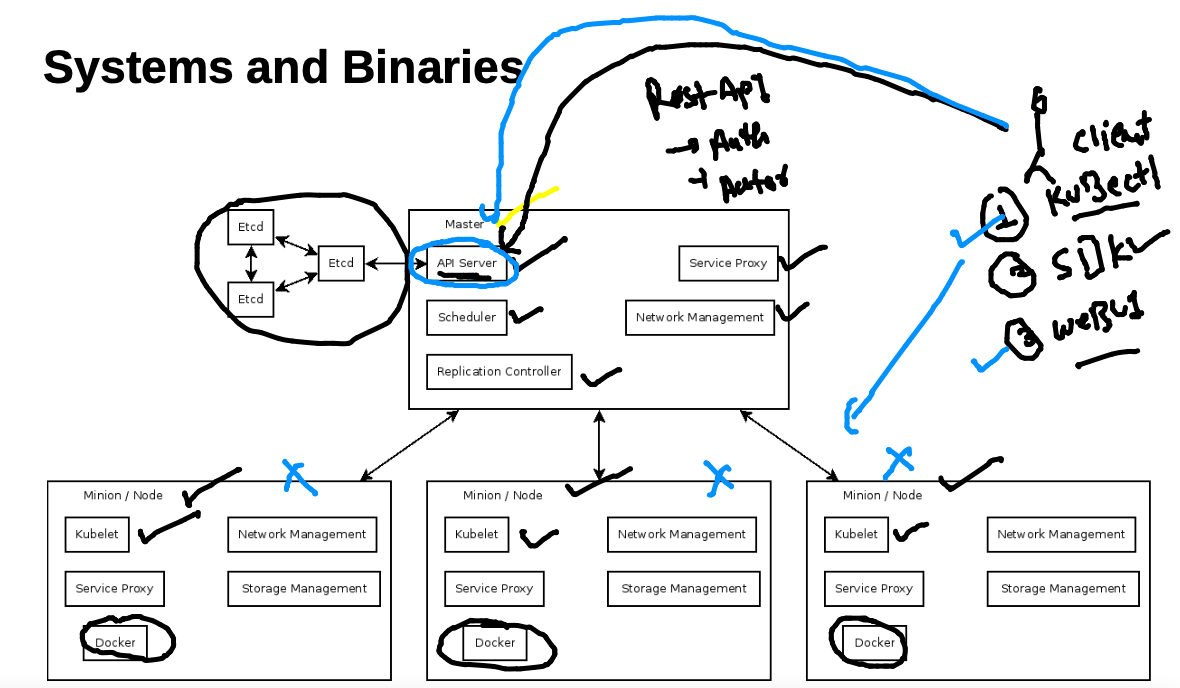 Systems and Binaries
Rest API
→ Auth
client
Kubectl
1
2
3
WEBUI
Etcd
Etcd
Etcd
Master
API Server
Service Proxy
Scheduler
Network Management
Replication Controller
Minion / Node
Kubelet
Network Management
Service Proxy
Storage Management
Docker
Minion / Node
Kubelet
Network Management
Service Proxy
Storage Management
Docker
Minion / Node
Kubelet
Network Management
Service Proxy
Storage Management
Docker